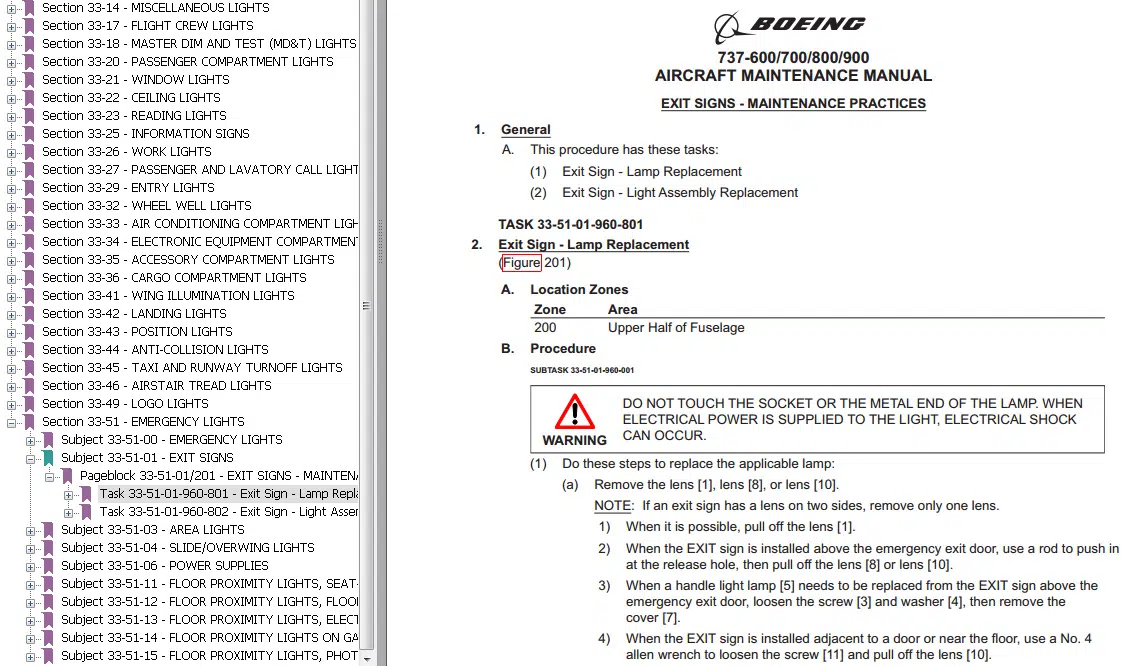 Section 33-14 - MISCELLANEOUS LIGHTS
Section 33-17 - FLIGHT CREW LIGHTS
Section 33-18 - MASTER DIM AND TEST (MD&T) LIGHTS
Section 33-20 - PASSENGER COMPARTMENT LIGHTS
Section 33-21 - WINDOW LIGHTS
Section 33-22 - CEILING LIGHTS
Section 33-23 - READING LIGHTS
Section 33-25 - INFORMATION SIGNS
Section 33-26 - WORK LIGHTS
Section 33-27 - PASSENGER AND LAVATORY CALL LIGHT
Section 33-29 - ENTRY LIGHTS
Section 33-32 - WHEEL WELL LIGHTS
Section 33-33 - AIR CONDITIONING COMPARTMENT LIGH
Section 33-34 - ELECTRONIC EQUIPMENT COMPARTMENT
Section 33-35 - ACCESSORY COMPARTMENT LIGHTS
Section 33-36 - CARGO COMPARTMENT LIGHTS
Section 33-41 - WING ILLUMINATION LIGHTS
Section 33-42 - LANDING LIGHTS
Section 33-43 - POSITION LIGHTS
Section 33-44 - ANTI-COLLISION LIGHTS
Section 33-45 - TAXI AND RUNWAY TURNOFF LIGHTS
Section 33-46 - AIRSTAIR TREAD LIGHTS
Section 33-49 - LOGO LIGHTS
Section 33-51 - EMERGENCY LIGHTS
Subject 33-51-00 - EMERGENCY LIGHTS
Subject 33-51-01 - EXIT SIGNS
Pageblock 33-51-01/201 - EXIT SIGNS - MAINTEN
Task 33-51-01-960-801 - Exit Sign - Lamp Repla
Task 33-51-01-960-802 - Exit Sign - Light Asser
Subject 33-51-03 - AREA LIGHTS
Subject 33-51-04 - SLIDE/OVERWING LIGHTS
Subject 33-51-06 - POWER SUPPLIES
Subject 33-51-11 - FLOOR PROXIMITY LIGHTS, SEAT-
Subject 33-51-12 - FLOOR PROXIMITY LIGHTS, FLOO
Subject 33-51-13 - FLOOR PROXIMITY LIGHTS, ELECT
Subject 33-51-14 - FLOOR PROXIMITY LIGHTS ON GA
Subject 33-51-15 - FLOOR PROXIMITY LIGHTS, PHOT
BOEING
737-600/700/800/900
AIRCRAFT MAINTENANCE MANUAL
EXIT SIGNS - MAINTENANCE PRACTICES
1. General
A. This procedure has these tasks:
(1) Exit Sign - Lamp Replacement
(2) Exit Sign - Light Assembly Replacement
TASK 33-51-01-960-801
2. Exit Sign - Lamp Replacement
(Figure 201)
A. Location Zones
Zone Area
200 Upper Half of Fuselage
B. Procedure
SUBTASK 33-51-01-960-001
WARNING
DO NOT TOUCH THE SOCKET OR THE METAL END OF THE LAMP. WHEN
ELECTRICAL POWER IS SUPPLIED TO THE LIGHT, ELECTRICAL SHOCK
CAN OCCUR.
(1) Do these steps to replace the applicable lamp:
(a) Remove the lens [1], lens [8], or lens [10].
NOTE: If an exit sign has a lens on two sides, remove only one lens.
1) When it is possible, pull off the lens [1].
2) When the EXIT sign is installed above the emergency exit door, use a rod to push in
at the release hole, then pull off the lens [8] or lens [10].
3) When a handle light lamp [5] needs to be replaced from the EXIT sign above the
emergency exit door, loosen the screw [3] and washer [4], then remove the
cover [7].
4) When the EXIT sign is installed adjacent to a door or near the floor, use a No. 4
allen wrench to loosen the screw [11] and pull off the lens [10].